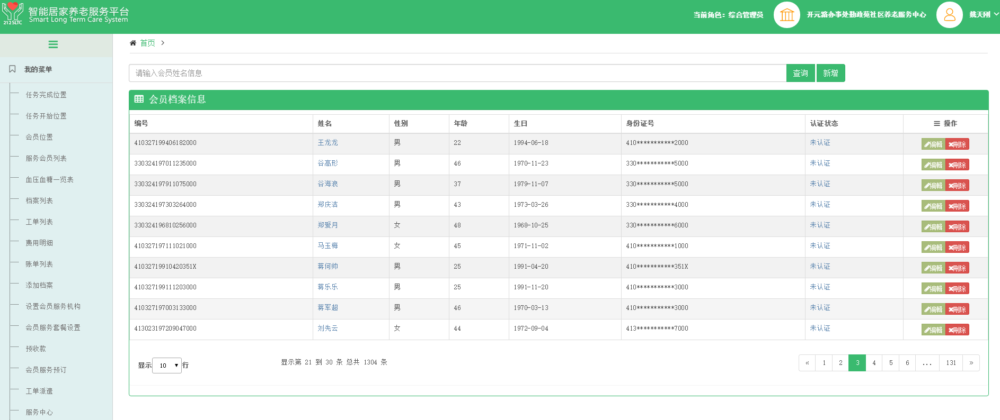 智能居家养老服务平台
Smart Long Term Care System
212SLTC
当前角色：综合管理员
开元路办事处勤政苑社区养老服务中心
姚天刚
首页
我的菜单
任务完成位置
任务开始位置
会员位置
服务会员列表
血压血糖一览表
档案列表
工单列表
费用明细
账单列表
添加档案
设置会员服务机构
会员服务套餐设置
预收款
会员服务预订
工单派遣
服务中心
请输入会员姓名信息
查询 新增
会员档案信息
编号 姓名 性别 年龄 生日 身份证号 认证状态 操作
410327199406182000 王龙龙 男 22 1994-06-18 410***********2000 未认证 编辑 删除
330324197011235000 谷高形 男 46 1970-11-23 330***********5000 未认证 编辑 删除
330324197911075000 谷海浪 男 37 1979-11-07 330***********5000 未认证 编辑 删除
330324197303264000 郑庆洁 男 43 1973-03-26 330***********4000 未认证 编辑 删除
330324196810256000 郑爱月 女 48 1968-10-25 330***********6000 未认证 编辑 删除
410327197111021000 马玉梅 女 45 1971-11-02 410***********1000 未认证 编辑 删除
41032719910420351X 蒋何帅 男 25 1991-04-20 410***********351X 未认证 编辑 删除
410327199111203000 蒋乐乐 男 25 1991-11-20 410***********3000 未认证 编辑 删除
410327197003133000 蒋军超 男 46 1970-03-13 410***********3000 未认证 编辑 删除
413023197209047000 刘先云 女 44 1972-09-04 413***********7000 未认证 编辑 删除
显示 10 行
显示第 21 到 30 条 总共 1304 条
« 1 2 3 4 5 6 ... 131 »